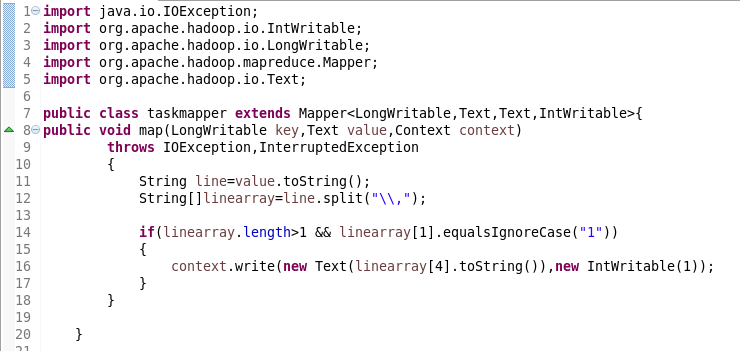 1 import java.io.IOException;
2 import org.apache.hadoop.io.IntWritable;
3 import org.apache.hadoop.io.LongWritable;
4 import org.apache.hadoop.mapreduce.Mapper;
5 import org.apache.hadoop.io.Text;
6
7 public class taskmapper extends Mapper<LongWritable,Text,Text,IntWritable>{
8 public void map(LongWritable key,Text value,Context context)
9         throws IOException,InterruptedException
10         {
11             String line=value.toString();
12             String[]linearray=line.split("\\,");
13
14             if(linearray.length>1 && linearray[1].equalsIgnoreCase("1"))
15             {
16                 context.write(new Text(linearray[4].toString()),new IntWritable(1));
17             }
18         }
19
20     }
21